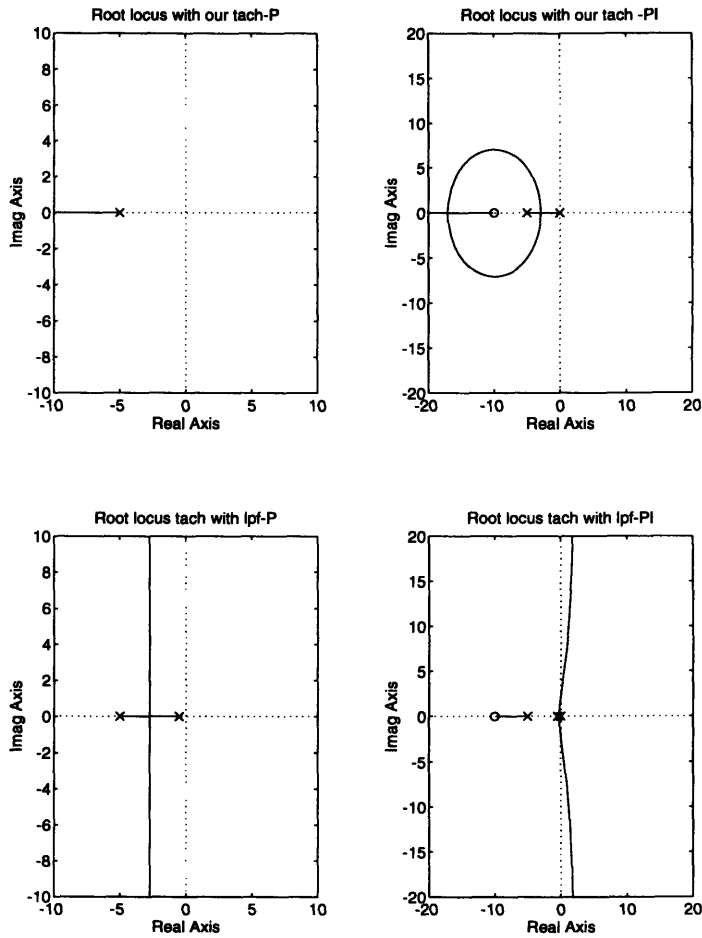 Root locus with our tach-P
10
8
6
4
2
0
-2
-4
-6
-8
-10
-10 -5 0 5 10
Imag Axis
Real Axis
Root locus with our tach -PI
20
15
10
5
0
-5
-10
-15
-20
-20 -10 0 10 20
Imag Axis
Real Axis
Root locus tach with lpf-P
10
8
6
4
2
0
-2
-4
-6
-8
-10
-10 -5 0 5 10
Imag Axis
Real Axis
Root locus tach with lpf-PI
20
15
10
5
0
-5
-10
-15
-20
-20 -10 0 10 20
Imag Axis
Real Axis